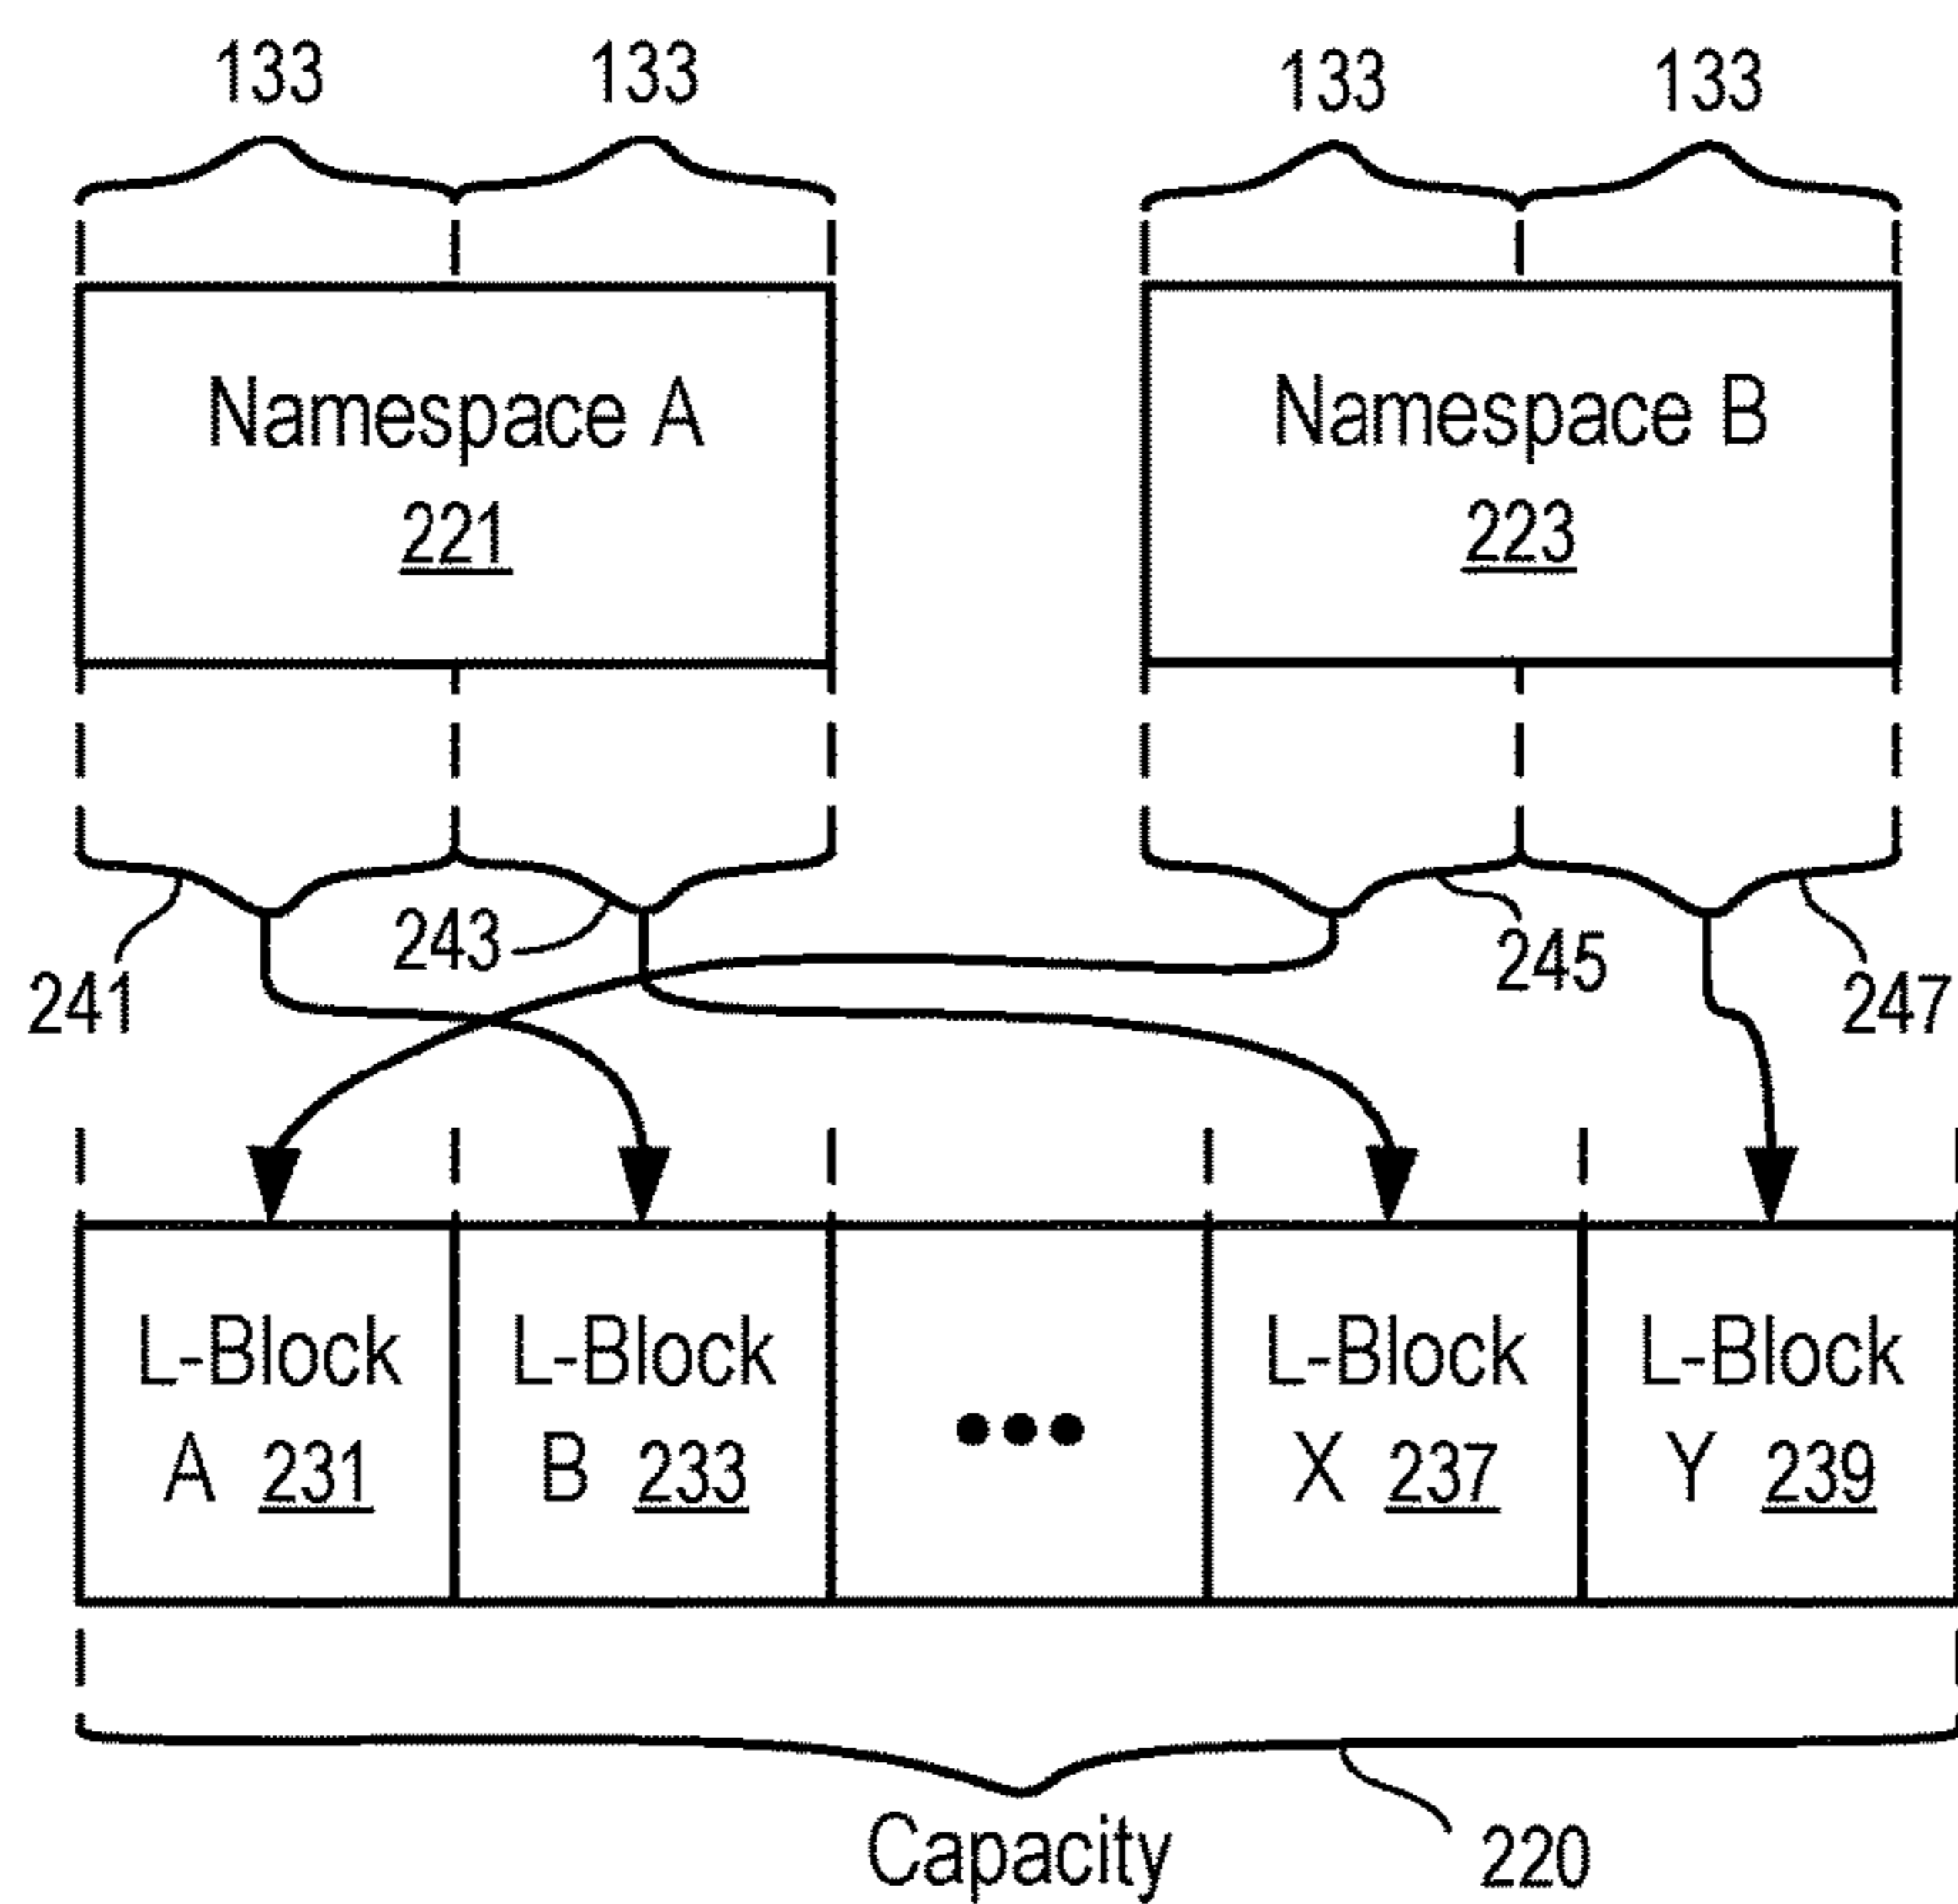 133 133 133 133
Namespace A
221
Namespace B
223
241 243 245 247
L-Block
A 231
L-Block
B 233
•••
L-Block
X 237
L-Block
Y 239
Capacity 220